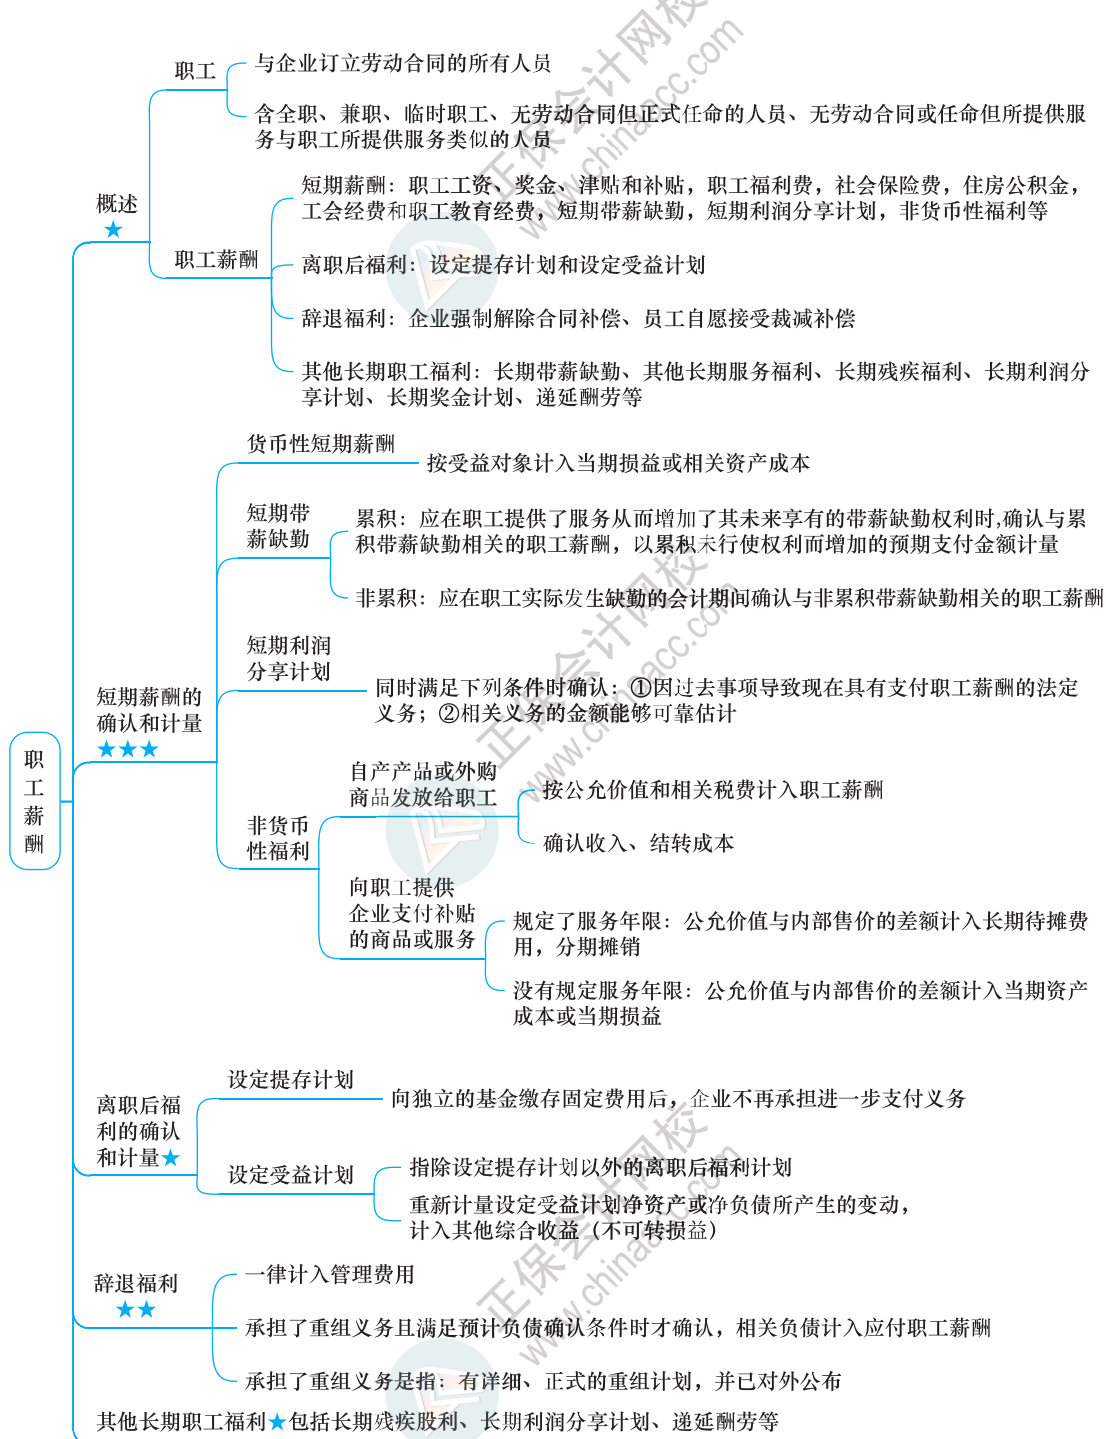 职工
与企业订立劳动合同的所有人员
含全职、兼职、临时职工、无劳动合同但正式任命的人员、无劳动合同或任命但所提供服
务与职工所提供服务类似的人员
概述
★
职工薪酬
短期薪酬：职工工资、奖金、津贴和补贴，职工福利费，社会保险费，住房公积金，
工会经费和职工教育经费，短期带薪缺勤，短期利润分享计划，非货币性福利等
离职后福利：设定提存计划和设定受益计划
辞退福利：企业强制解除合同补偿、员工自愿接受裁减补偿
其他长期职工福利：长期带薪缺勤、其他长期服务福利、长期残疾福利、长期利润分
享计划、长期奖金计划、递延酬劳等
货币性短期薪酬
按受益对象计入当期损益或相关资产成本
短期带
薪缺勤
累积：应在职工提供了服务从而增加了其未来享有的带薪缺勤权利时,确认与累
积带薪缺勤相关的职工薪酬，以累积未行使权利而增加的预期支付金额计量
非累积：应在职工实际发生缺勤的会计期间确认与非累积带薪缺勤相关的职工薪酬
短期利润
分享计划
同时满足下列条件时确认：①因过去事项导致现在具有支付职工薪酬的法定
义务；②相关义务的金额能够可靠估计
短期薪酬的
确认和计量
★★★
职
工
薪
酬
自产产品或外购
商品发放给职工
按公允价值和相关税费计入职工薪酬
确认收入、结转成本
非货币
性福利
向职工提供
企业支付补贴
的商品或服务
规定了服务年限：公允价值与内部售价的差额计入长期待摊费
用，分期摊销
没有规定服务年限：公允价值与内部售价的差额计入当期资产
成本或当期损益
设定提存计划
向独立的基金缴存固定费用后，企业不再承担进一步支付义务
离职后福
利的确认
和计量★
设定受益计划
指除设定提存计划以外的离职后福利计划
重新计量设定受益计划净资产或净负债所产生的变动，
计入其他综合收益（不可转损益）
辞退福利
★★
一律计入管理费用
承担了重组义务且满足预计负债确认条件时才确认，相关负债计入应付职工薪酬
承担了重组义务是指：有详细、正式的重组计划，并已对外公布
其他长期职工福利★包括长期残疾股利、长期利润分享计划、递延酬劳等
正保会计网校
www.chinaacc.com
正保会计网校
www.chinaacc.com
正保会计网校
www.chinaacc.com